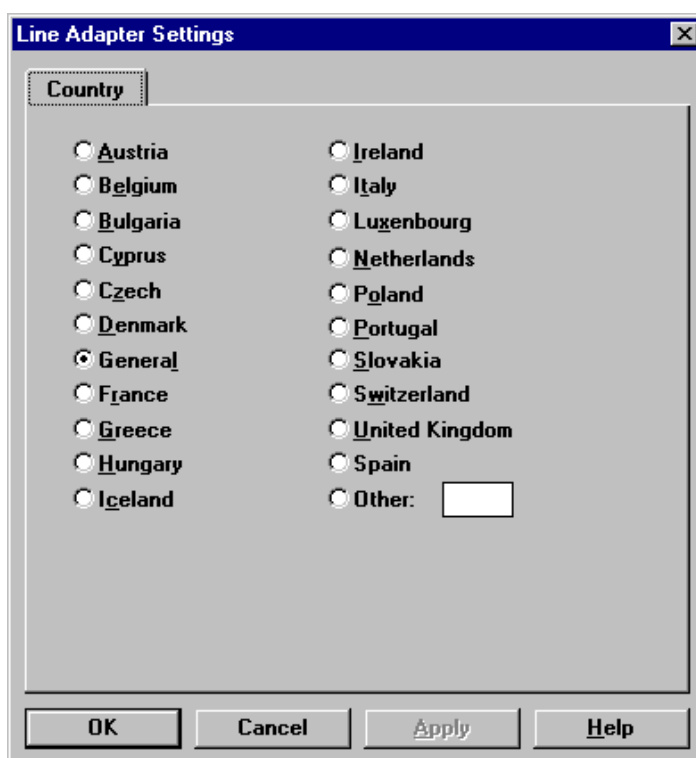 Line Adapter Settings
Country
Austria
Belgium
Bulgaria
Cyprus
Czech
Denmark
General
France
Greece
Hungary
Iceland
Ireland
Italy
Luxenbourg
Netherlands
Poland
Portugal
Slovakia
Switzerland
United Kingdom
Spain
Other:
OK Cancel Apply Help